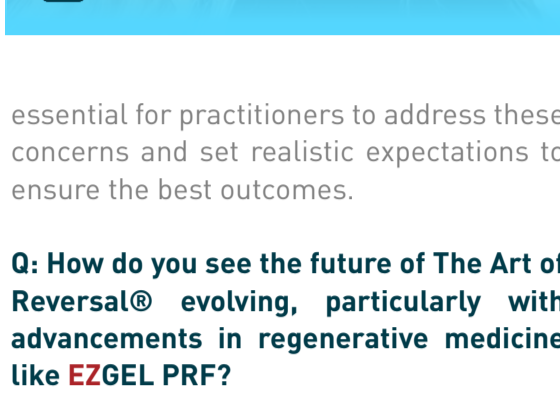 essential for practitioners to address these
concerns and set realistic expectations to
ensure the best outcomes.
Q: How do you see the future of The Art of
Reversal® evolving, particularly with
advancements in regenerative medicine
like EZGEL PRF?